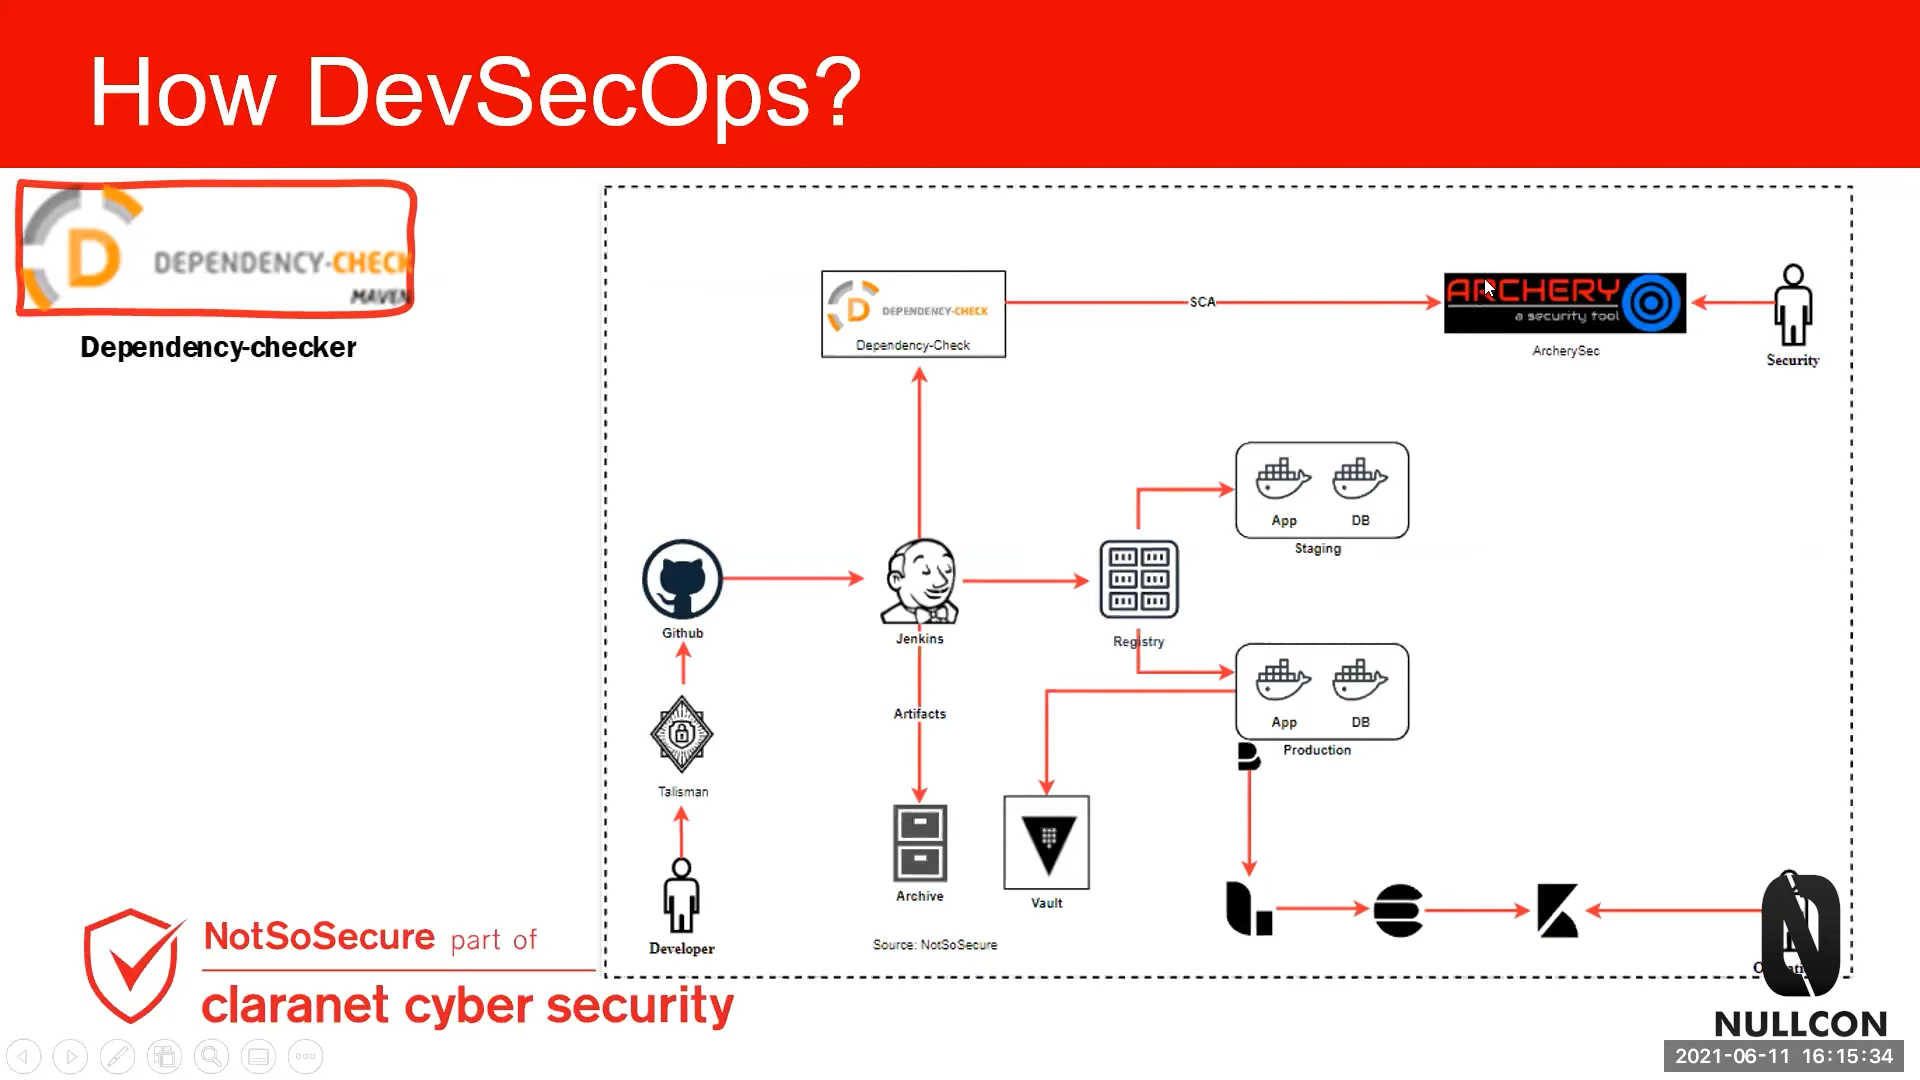 How DevSecOps?
DEPENDENCY-CHECK
MAVEN
Dependency-checker
DEPENDENCY-CHECK
Dependency-Check
SCA
ARCHERY
a security tool
ArcherySec
Security
App DB
Staging
Github
Jenkins
Registry
App DB
Production
Artifacts
Talisman
Archive
Vault
Developer
Source: NotSoSecure
NotSoSecure part of
claranet cyber security
NULLCON
2021-06-11 16:15:34